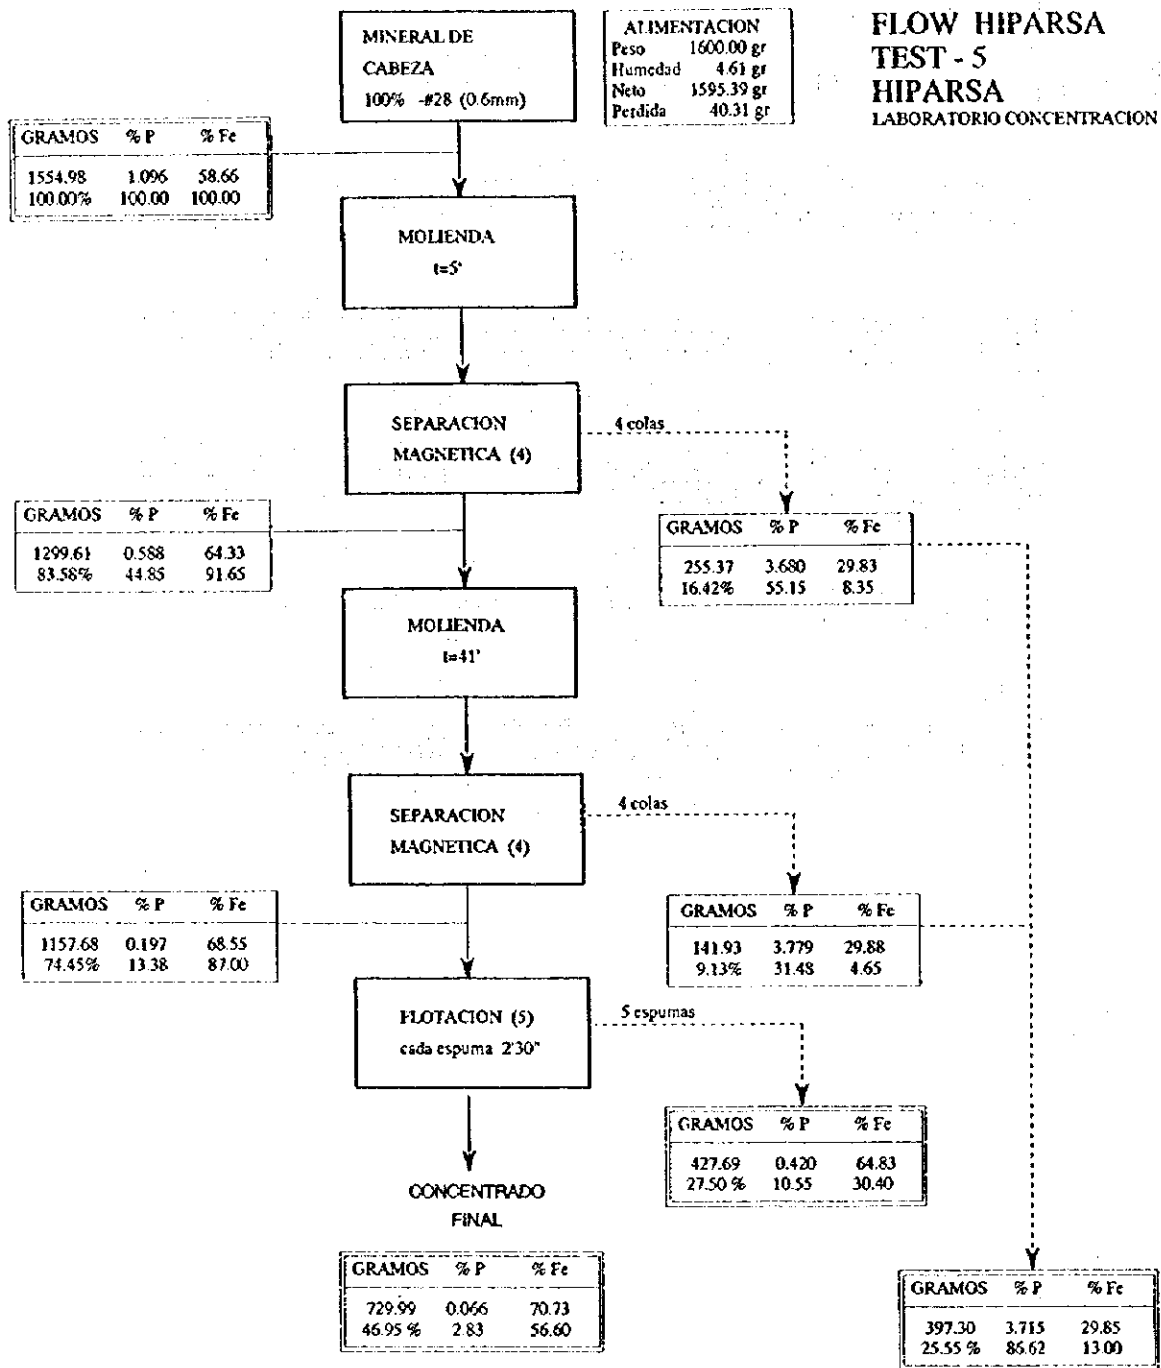 FLOW HIPARSA
TEST - 5
HIPARSA
LABORATORIO CONCENTRACION
ALIMENTACION
Peso 1600.00 gr
Humedad 4.61 gr
Neto 1595.39 gr
Perdida 40.31 gr
MINERAL DE
CABEZA
100% -#28 (0.6mm)
GRAMOS % P % Fe
1554.98 1.096 58.66
100.00% 100.00 100.00
MOLIENDA
t=5'
SEPARACION
MAGNETICA (4)
4 colas
GRAMOS % P % Fe
255.37 3.680 29.83
16.42% 55.15 8.35
GRAMOS % P % Fe
1299.61 0.588 64.33
83.58% 44.85 91.65
MOLIENDA
t=41'
SEPARACION
MAGNETICA (4)
4 colas
GRAMOS % P % Fe
141.93 3.779 29.88
9.13% 31.48 4.65
GRAMOS % P % Fe
1157.68 0.197 68.55
74.45% 13.38 87.00
FLOTACION (5)
cada espuma 2'30"
5 espumas
GRAMOS % P % Fe
427.69 0.420 64.83
27.50 % 10.55 30.40
CONCENTRADO
FINAL
GRAMOS % P % Fe
729.99 0.066 70.73
46.95 % 2.83 56.60
GRAMOS % P % Fe
397.30 3.715 29.85
25.55 % 86.62 13.00